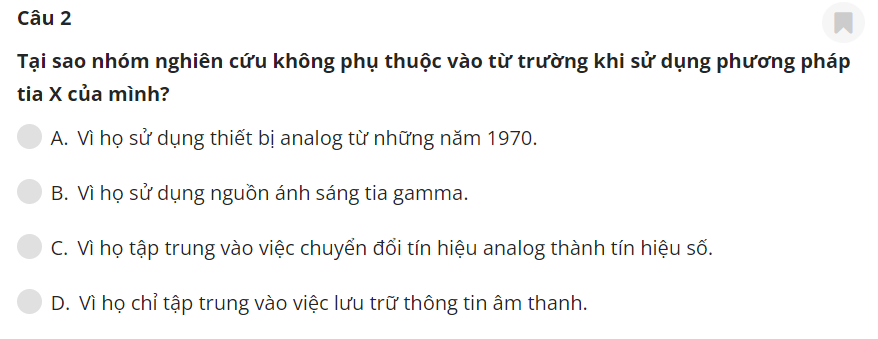 Câu 2
Tại sao nhóm nghiên cứu không phụ thuộc vào từ trường khi sử dụng phương pháp
tia X của mình?
A. Vì họ sử dụng thiết bị analog từ những năm 1970.
B. Vì họ sử dụng nguồn ánh sáng tia gamma.
C. Vì họ tập trung vào việc chuyển đổi tín hiệu analog thành tín hiệu số.
D. Vì họ chỉ tập trung vào việc lưu trữ thông tin âm thanh.